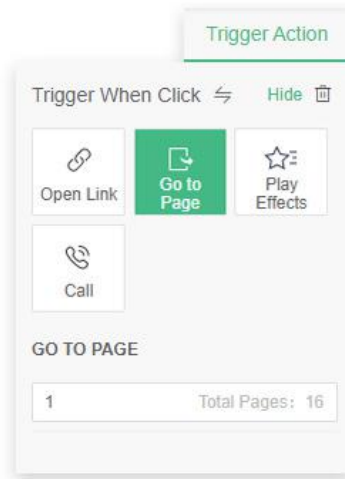 Trigger Action
Trigger When Click Hide
Open Link
Go to
Page
Play
Effects
Call
GO TO PAGE
1 Total Pages: 16